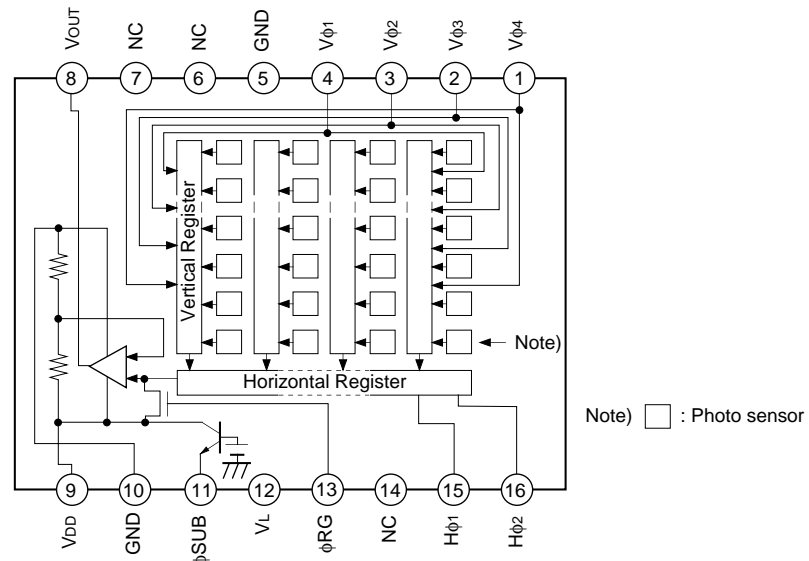 VOUT
NC
NC
GND
Vϕ1
Vϕ2
Vϕ3
Vϕ4
8
7
6
5
4
3
2
1
Vertical Register
Note)
Horizontal Register
Note) : Photo sensor
9
10
11
12
13
14
15
16
VDD
GND
ϕSUB
VL
ϕRG
NC
Hϕ1
Hϕ2